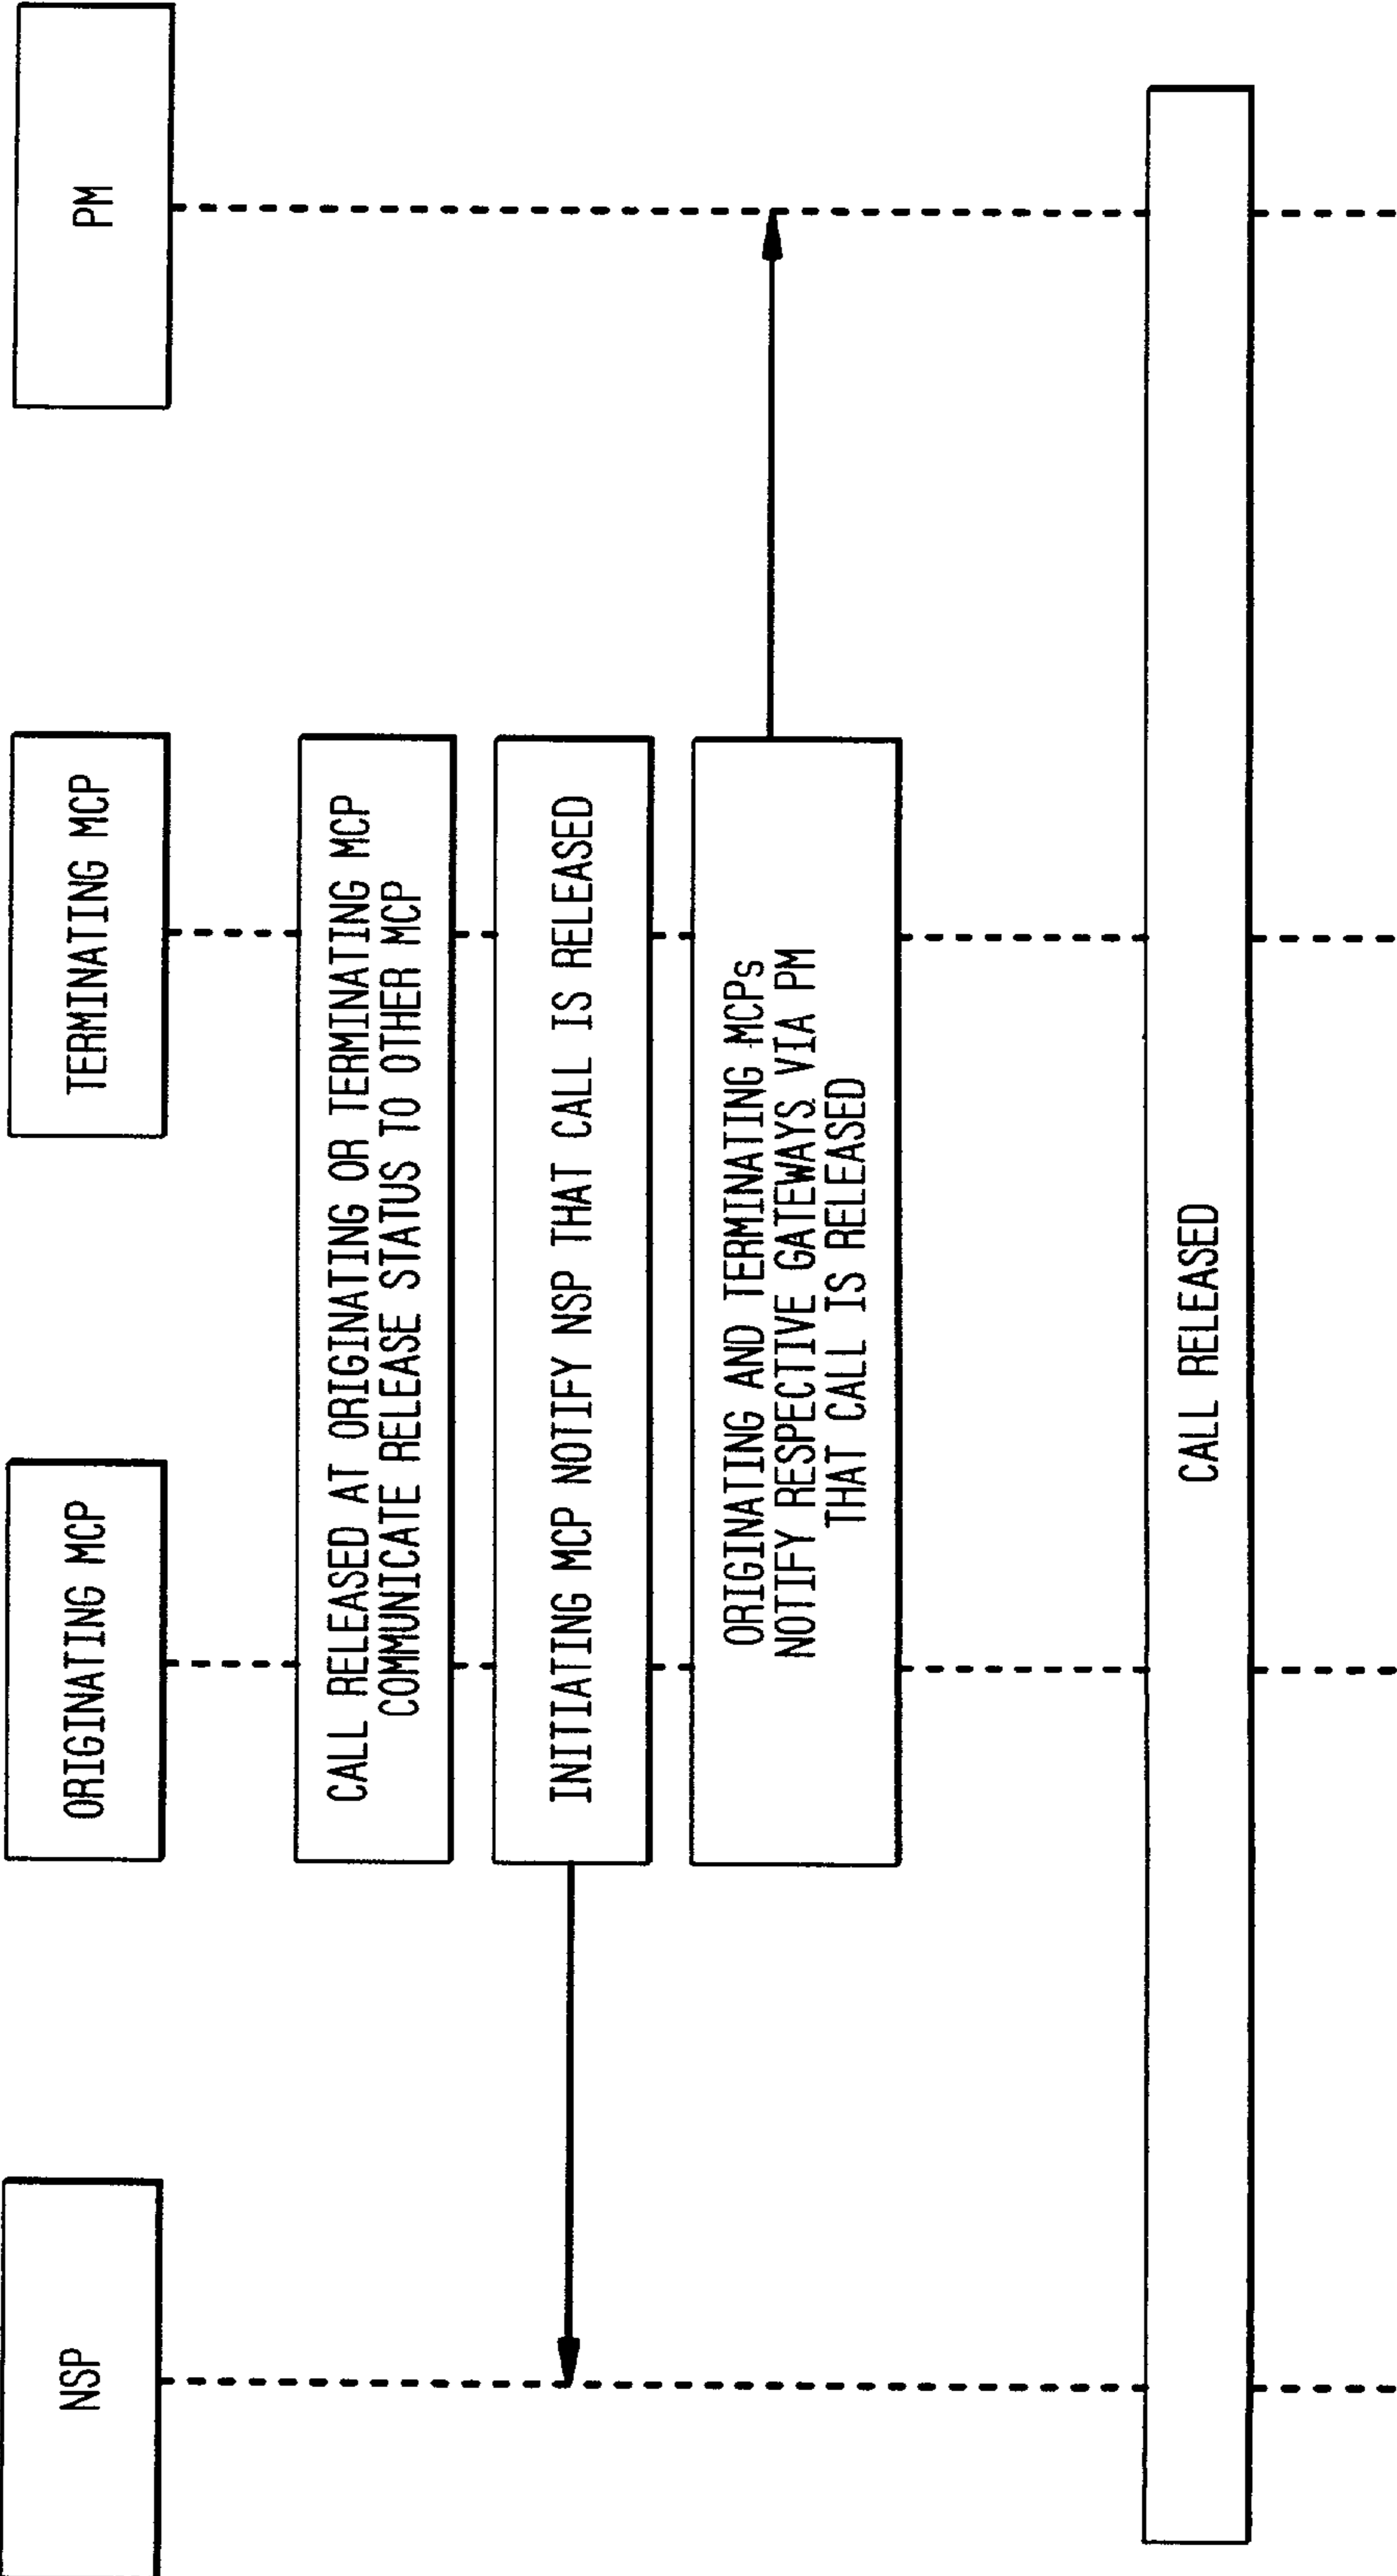 NSP
ORIGINATING MCP
TERMINATING MCP
PM
CALL RELEASED AT ORIGINATING OR TERMINATING MCP
COMMUNICATE RELEASE STATUS TO OTHER MCP
INITIATING MCP NOTIFY NSP THAT CALL IS RELEASED
ORIGINATING AND TERMINATING MCPs
NOTIFY RESPECTIVE GATEWAYS VIA PM
THAT CALL IS RELEASED
CALL RELEASED